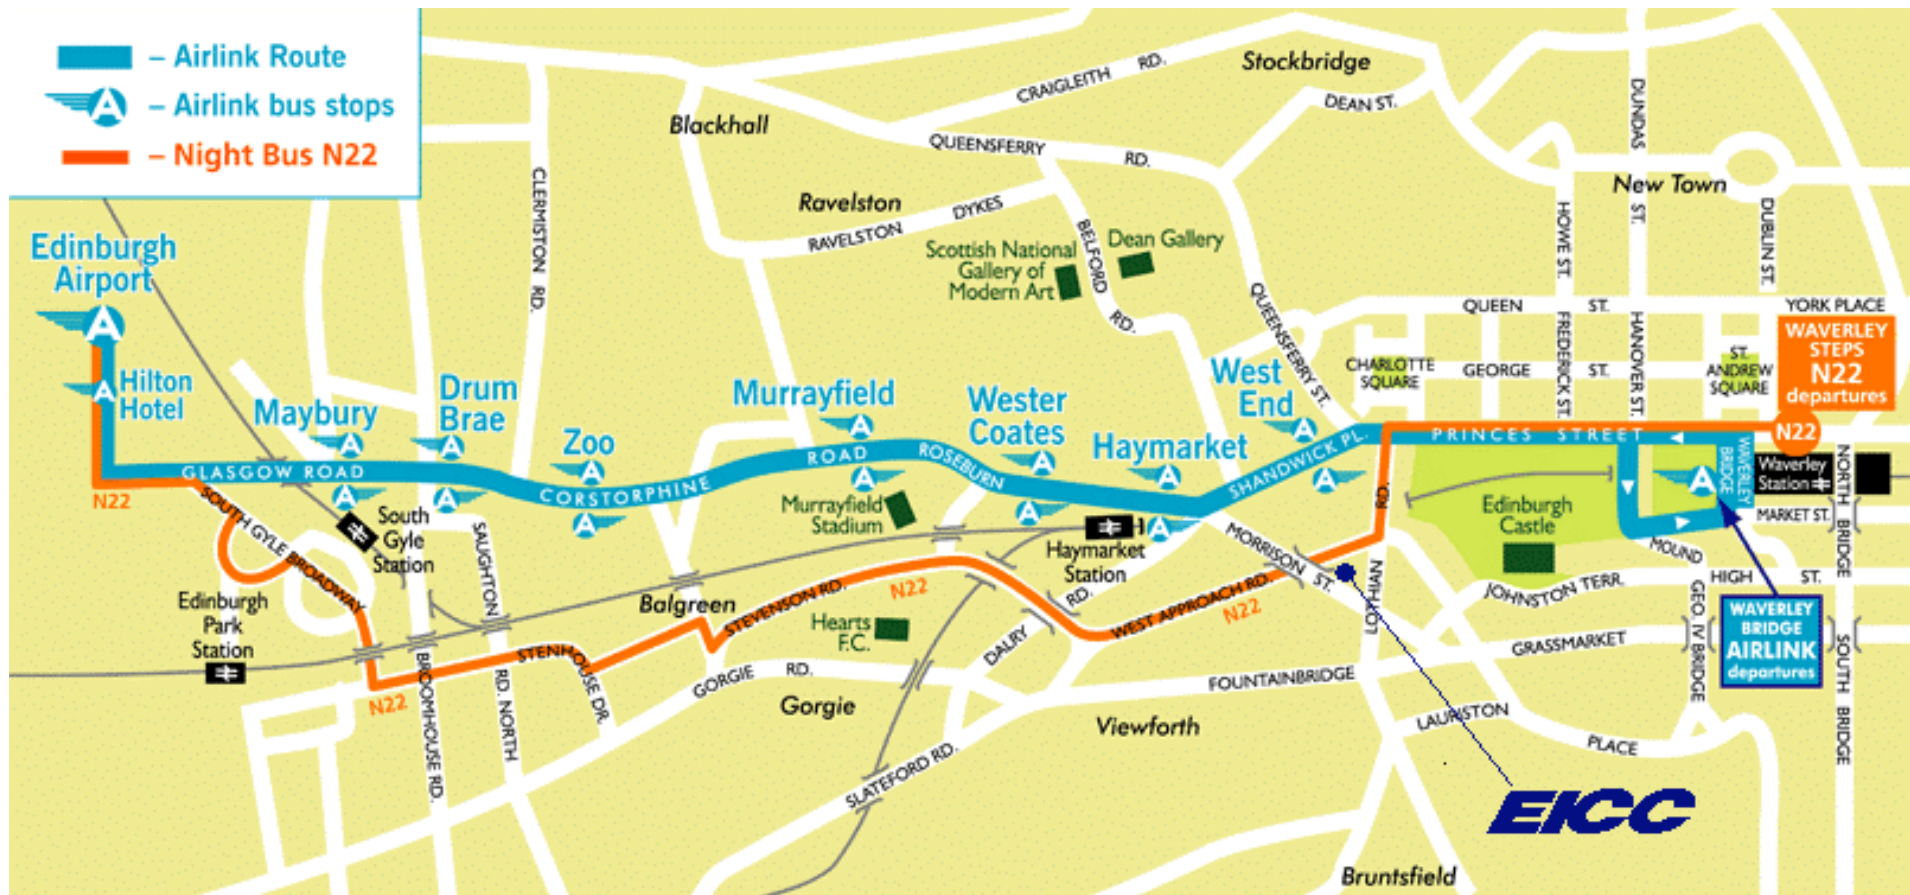 – Airlink Route
– Airlink bus stops
– Night Bus N22
Stockbridge
CRAIGLEITH RD.
DEAN ST.
DUNDAS ST.
Blackhall
QUEENSFERRY RD.
CLERMISTON RD.
New Town
Ravelston
RAVELSTON DYKES
HOWE ST.
DUBLIN ST.
BELFORD RD.
Dean Gallery
Scottish National
Gallery of
Modern Art
Edinburgh
Airport
A
QUEENSFERRY ST.
QUEEN ST.
YORK PLACE
FREDERICK ST.
HANOVER ST.
WAVERLEY
STEPS
N22
departures
CHARLOTTE
SQUARE
GEORGE ST.
ST.
ANDREW
SQUARE
A
Hilton
Hotel
Maybury
A
A
Drum
Brae
A
A
Zoo
A
A
Murrayfield
A
A
Wester
Coates
A
A
Haymarket
A
A
West
End
A
A
N22
PRINCES STREET
GLASGOW ROAD
CORSTORPHINE ROAD
ROSEBURN
SHANDWICK PL.
WAVERLEY
BRIDGE
A
Waverley
Station
NORTH BRIDGE
MARKET ST.
N22
SOUTH GYLE BROADWAY
South
Gyle
Station
SAUGHTON RD. NORTH
Murrayfield
Stadium
Haymarket
Station
MORRISON ST.
LOTHIAN RD.
Edinburgh
Castle
MOUND
HIGH ST.
JOHNSTON TERR.
GEO. IV BRIDGE
WAVERLEY
BRIDGE
AIRLINK
departures
Edinburgh
Park
Station
Balgreen
STEVENSON RD.
N22
Hearts
F.C.
DALRY RD.
WEST APPROACH RD.
N22
GRASSMARKET
SOUTH BRIDGE
STENHOUSE DR.
BROOMHOUSE RD.
N22
GORGIE RD.
Gorgie
FOUNTAINBRIDGE
Viewforth
LAURISTON PLACE
SLATEFORD RD.
EICC
Bruntsfield